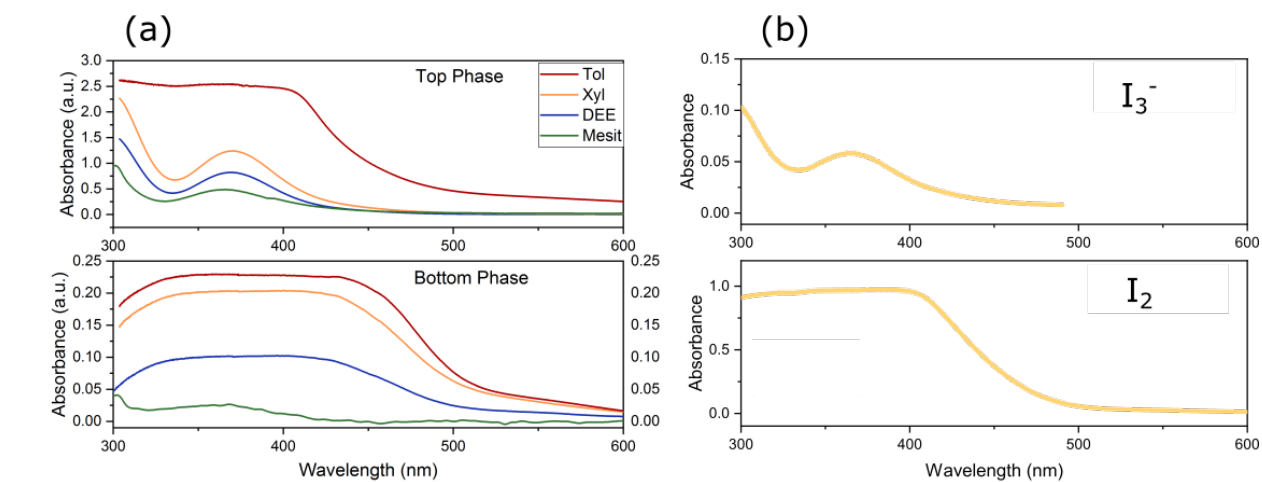 (a)
Top Phase
Tol
Xyl
DEE
Mesit
Absorbance (a.u.)
3.0
2.5
2.0
1.5
1.0
0.5
0.0
300
400
500
600
Bottom Phase
Absorbance (a.u.)
0.25
0.20
0.15
0.10
0.05
0.00
0.25
0.20
0.15
0.10
0.05
0.00
300
400
500
600
Wavelength (nm)
(b)
I₃⁻
Absorbance
0.15
0.10
0.05
0.00
300
400
500
600
I₂
Absorbance
1.0
0.5
0.0
300
400
500
600
Wavelength (nm)